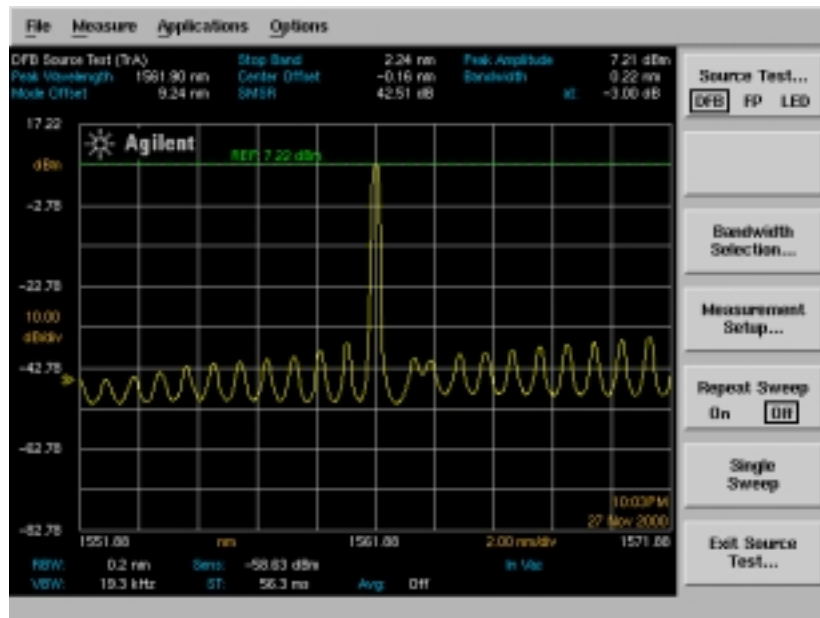 File Measure Applications Options
DFB Source Test (TrA) Stop Band 2.24 nm Peak Amplitude 7.21 dBm
Peak Wavelength 1561.90 nm Center Offset -0.16 nm Bandwidth 0.22 nm
Mode Offset 9.24 nm SMSR 42.51 dB at: -3.00 dB
17.22
Agilent
REF: 7.22 dBm
dBm
-2.78
-22.78
10.00
dB/div
-42.78
-62.78
10:03PM
27 Nov 2000
-82.78
1551.88 nm 1561.88 2.00 nm/div 1571.88
RBW: 0.2 nm Sens: -58.63 dBm In Vac
VBW: 19.3 kHz ST: 56.3 ms Avg: Off
Source Test...
DFB FP LED
Bandwidth
Selection...
Measurement
Setup...
Repeat Sweep
On Off
Single
Sweep
Exit Source
Test...